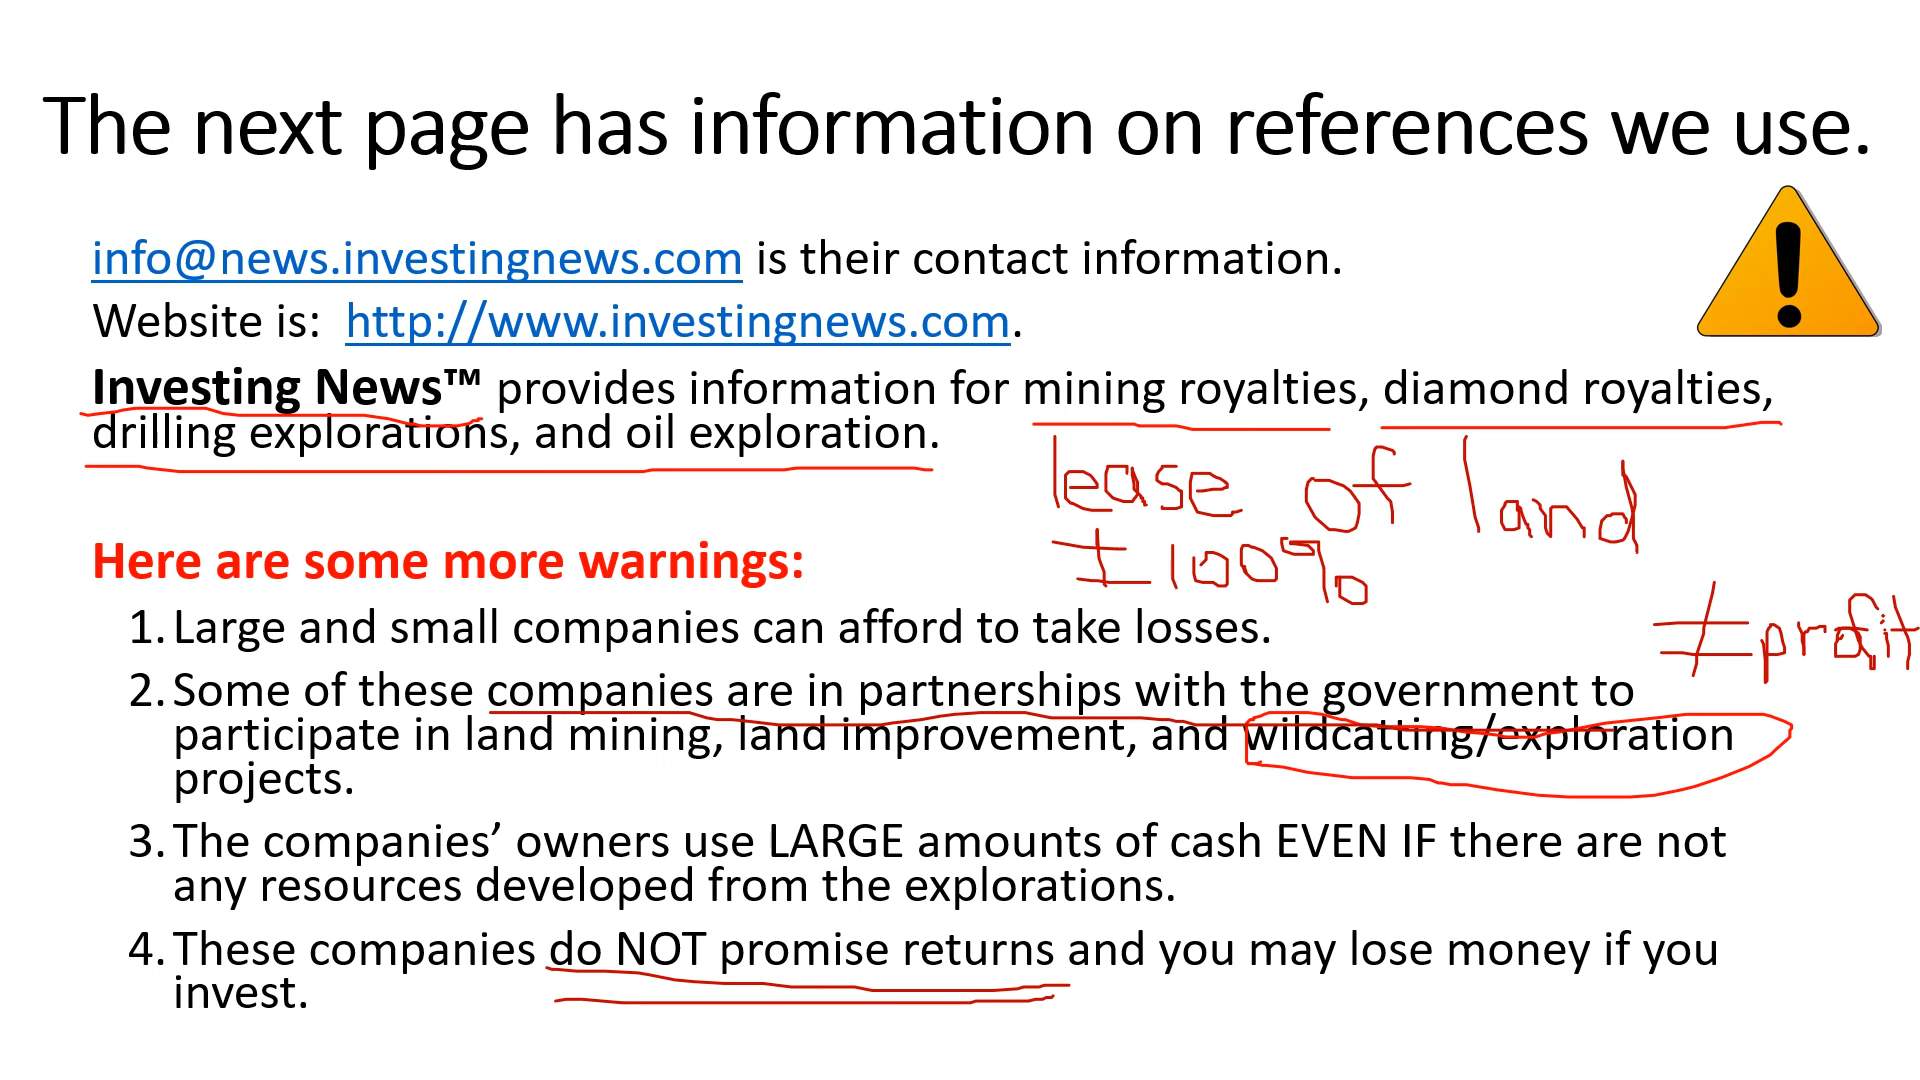 The next page has information on references we use.
info@news.investingnews.com is their contact information.
Website is: http://www.investingnews.com.
Investing News™ provides information for mining royalties, diamond royalties,
drilling explorations, and oil exploration.
lease of land
≠100%
Here are some more warnings:
≠profit
1. Large and small companies can afford to take losses.
2. Some of these companies are in partnerships with the government to
participate in land mining, land improvement, and wildcatting/exploration
projects.
3. The companies’ owners use LARGE amounts of cash EVEN IF there are not
any resources developed from the explorations.
4. These companies do NOT promise returns and you may lose money if you
invest.